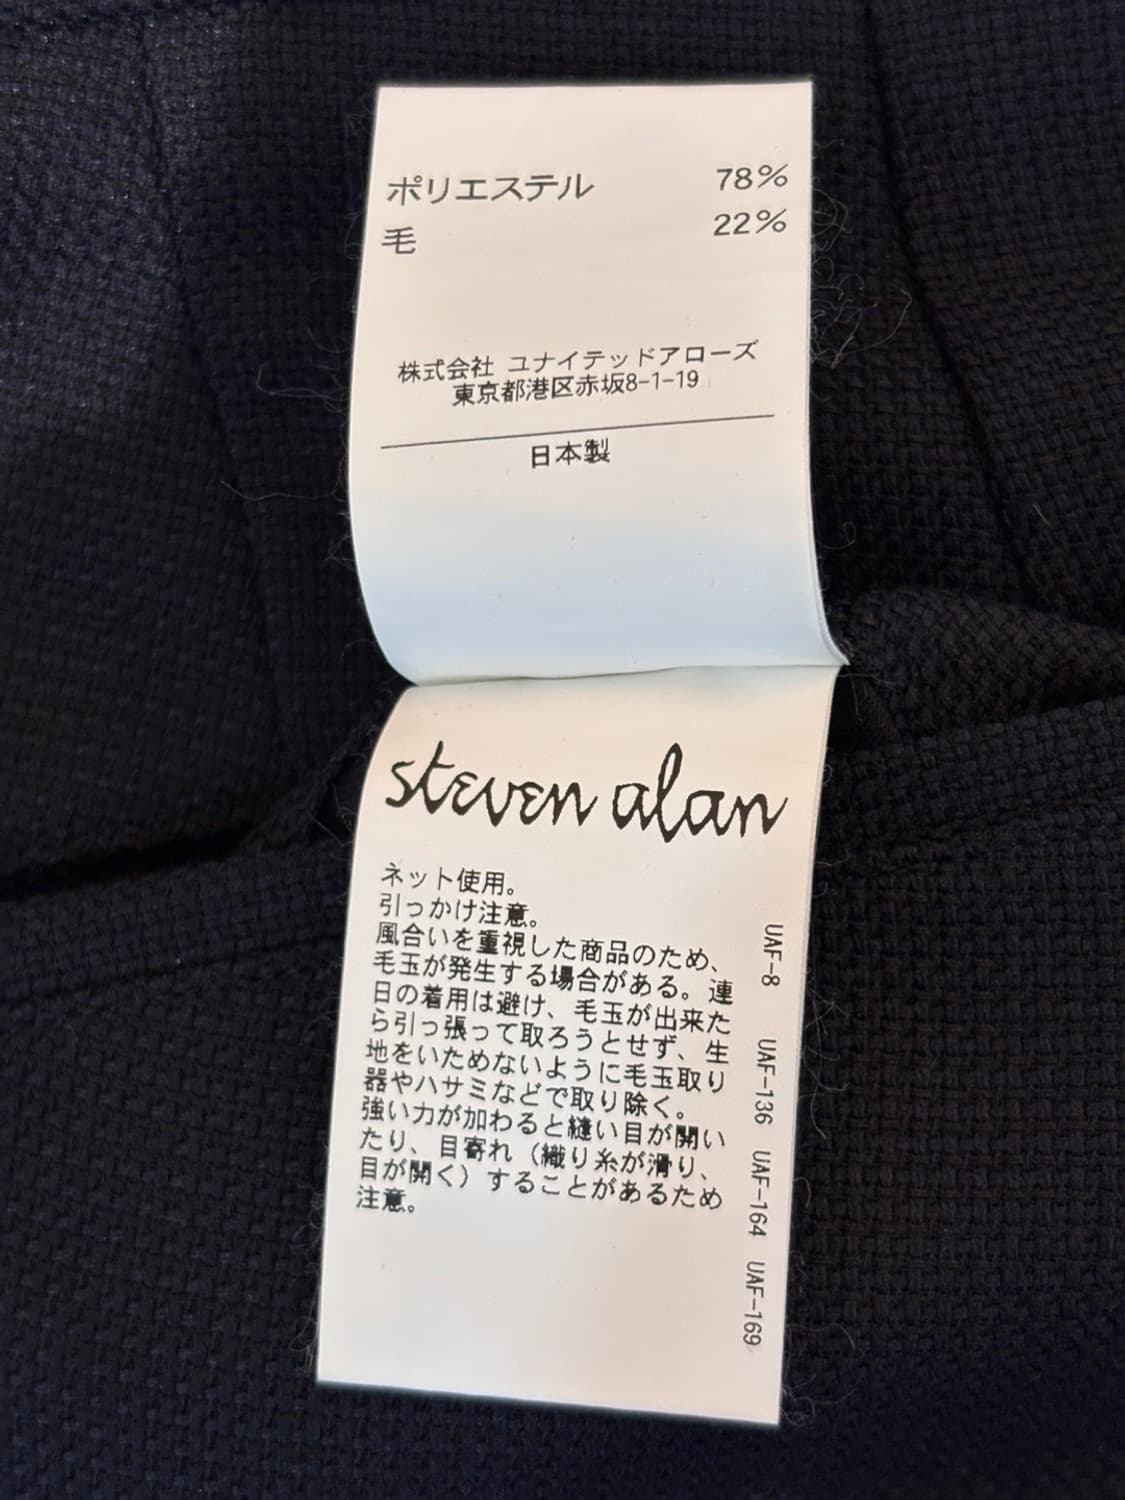 ポリエステル 78%
毛 22%
株式会社 ユナイテッドアローズ
東京都港区赤坂8-1-19
日本製
steven alan
ネット使用。
引っかけ注意。
風合いを重視した商品のため、
毛玉が発生する場合がある。連
日の着用は避け、毛玉が出来た
ら引っ張って取ろうとせず、生
地をいためないように毛玉取り
器やハサミなどで取り除く。
強い力が加わると縫い目が開い
たり、目寄れ（織り糸が滑り、
目が開く）することがあるため
注意。
UAF-8 UAF-136 UAF-164 UAF-169